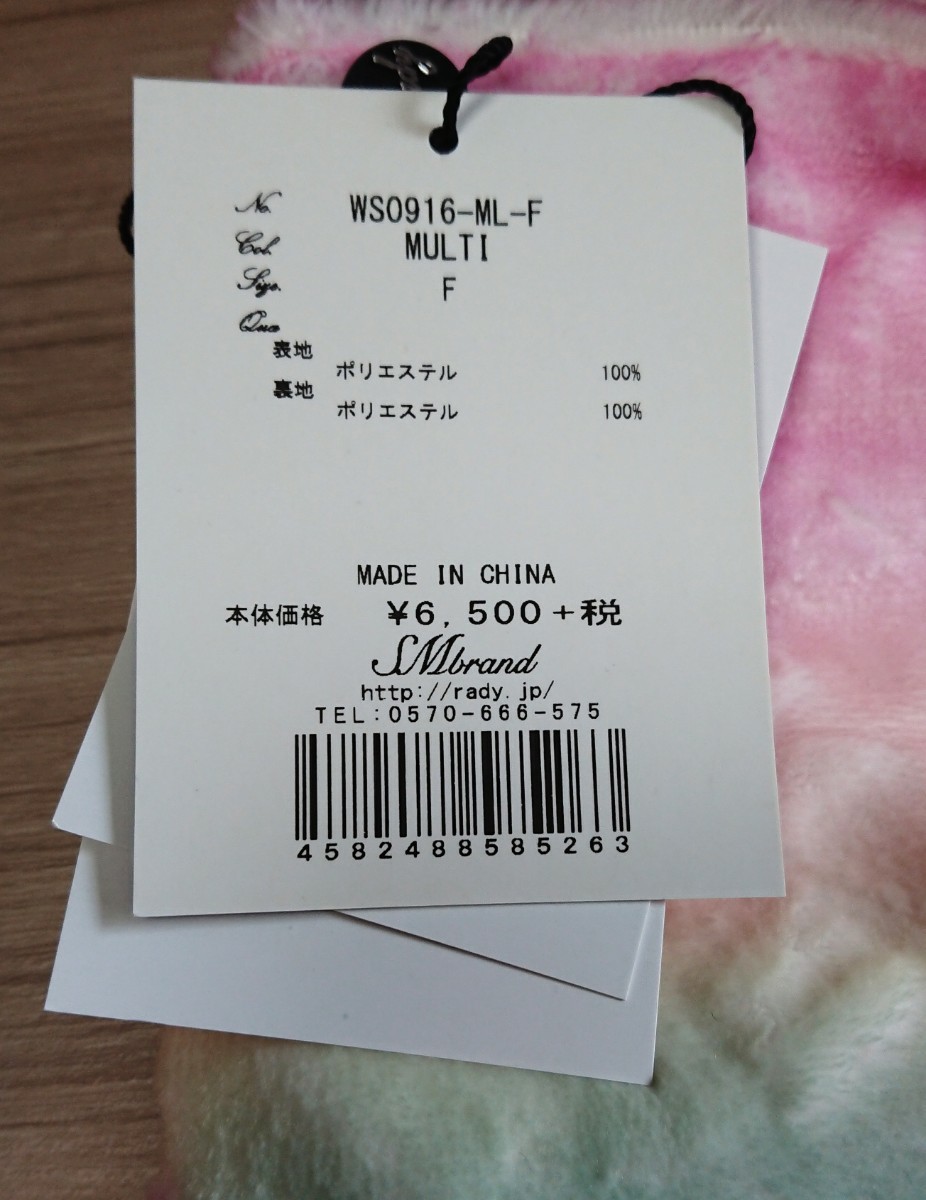 No. WS0916-ML-F
Col. MULTI
Size. F
Qua
表地
ポリエステル 100%
裏地
ポリエステル 100%
MADE IN CHINA
本体価格 ¥6,500+税
SMbrand
http://rady.jp/
TEL:0570-666-575
4582488585263